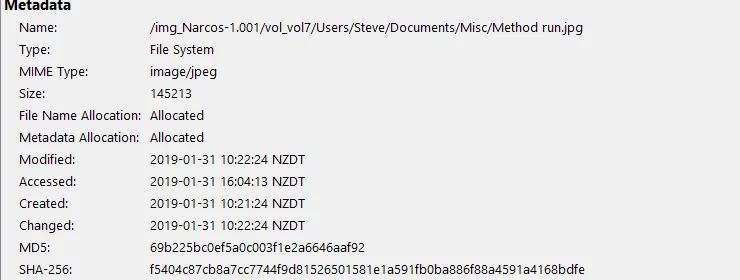 Metadata
Name: /img_Narcos-1.001/vol_vol7/Users/Steve/Documents/Misc/Method run.jpg
Type: File System
MIME Type: image/jpeg
Size: 145213
File Name Allocation: Allocated
Metadata Allocation: Allocated
Modified: 2019-01-31 10:22:24 NZDT
Accessed: 2019-01-31 16:04:13 NZDT
Created: 2019-01-31 10:21:24 NZDT
Changed: 2019-01-31 10:22:24 NZDT
MD5: 69b225bc0ef5a0c003f1e2a6646aaf92
SHA-256: f5404c87cb8a7cc7744f9d81526501581e1a591fb0ba886f88a4591a4168bdfe